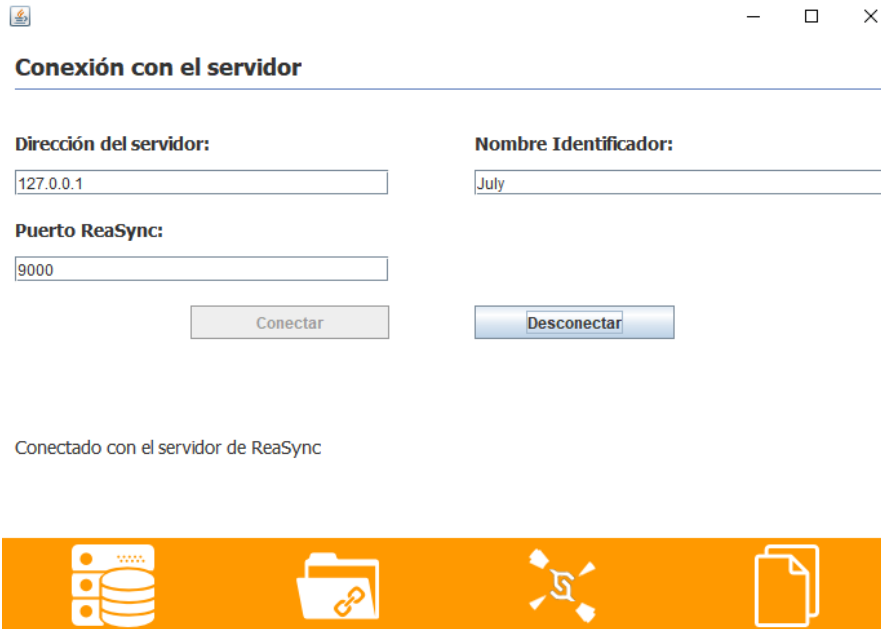 Conexión con el servidor
Dirección del servidor:
Nombre Identificador:
127.0.0.1
July
Puerto ReaSync:
9000
Conectar
Desconectar
Conectado con el servidor de ReaSync